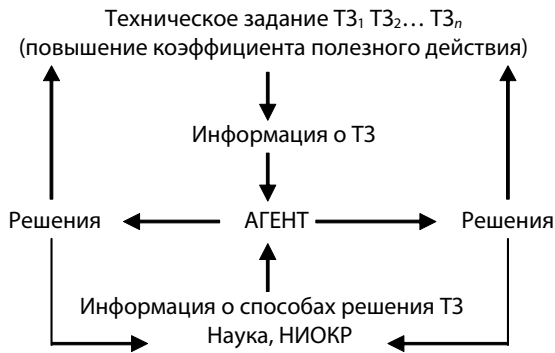 Техническое задание ТЗ₁ ТЗ₂… ТЗₙ
(повышение коэффициента полезного действия)
Информация о ТЗ
Решения АГЕНТ Решения
Информация о способах решения ТЗ
Наука, НИОКР